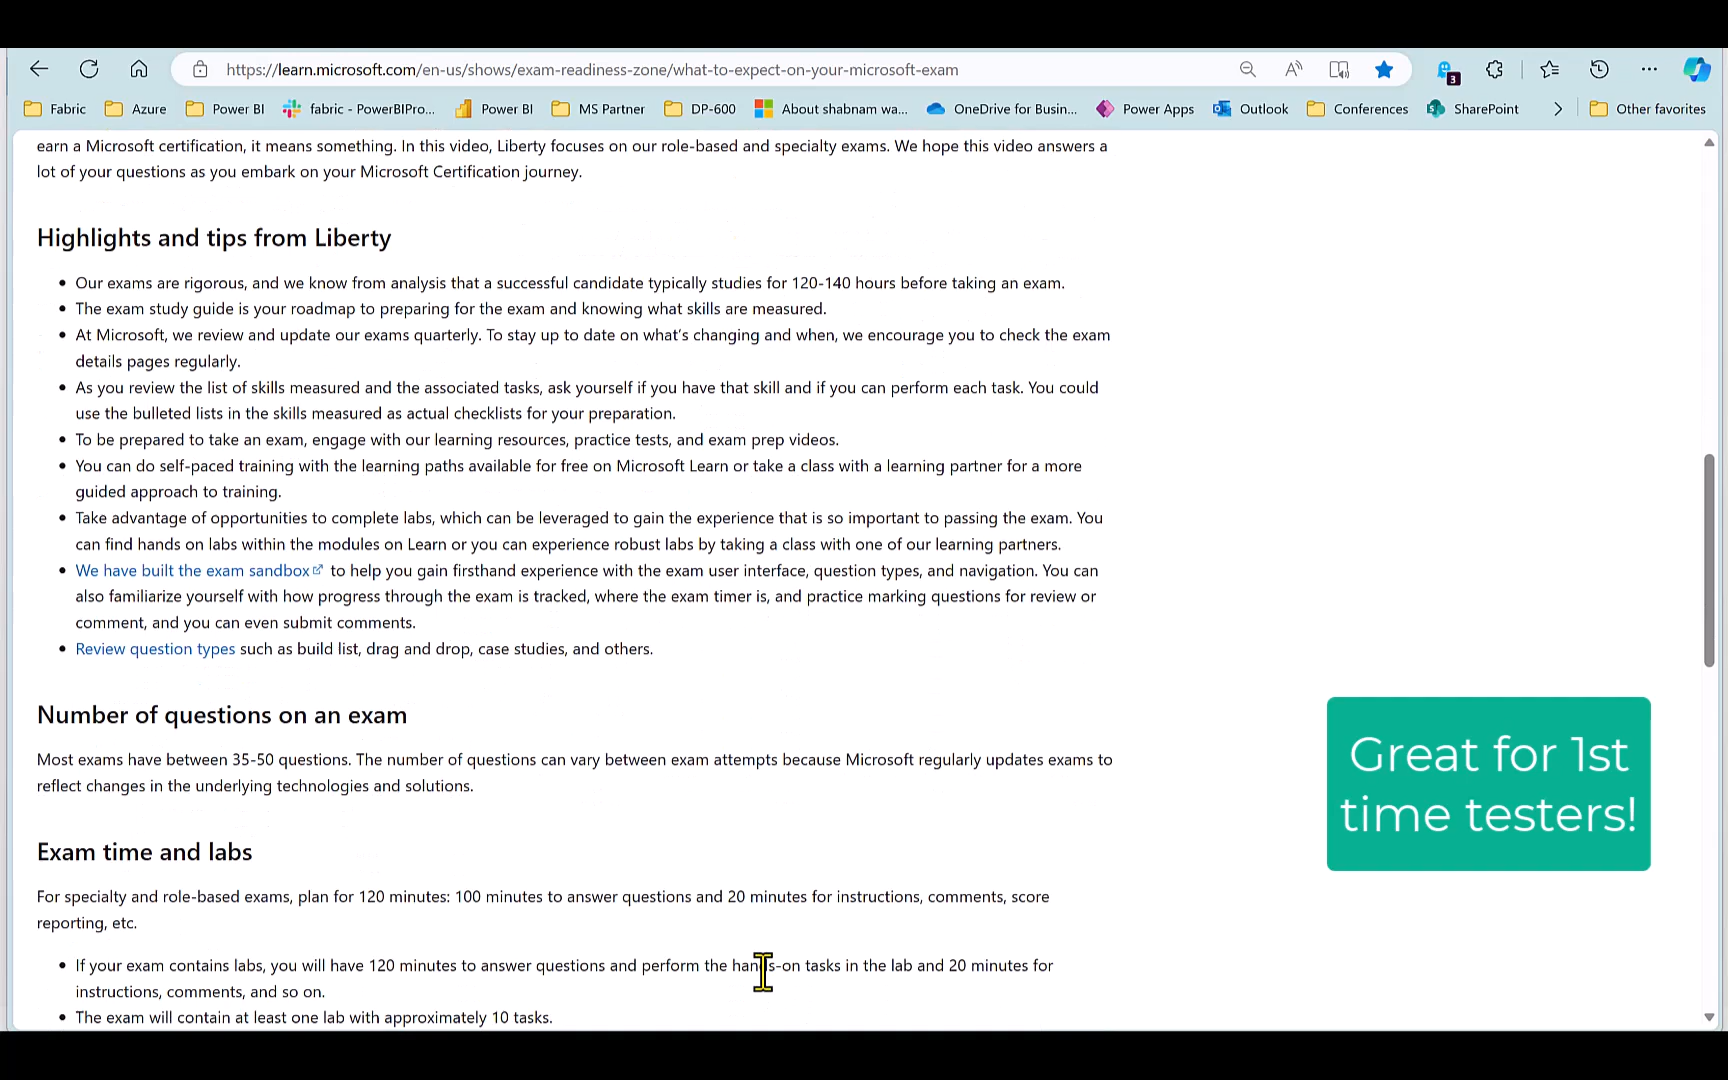 https://learn.microsoft.com/en-us/shows/exam-readiness-zone/what-to-expect-on-your-microsoft-exam
3
Fabric Azure Power BI fabric - PowerBIPro... Power BI MS Partner DP-600 About shabnam wa... OneDrive for Busin... Power Apps Outlook Conferences SharePoint Other favorites
earn a Microsoft certification, it means something. In this video, Liberty focuses on our role-based and specialty exams. We hope this video answers a
lot of your questions as you embark on your Microsoft Certification journey.
Highlights and tips from Liberty
• Our exams are rigorous, and we know from analysis that a successful candidate typically studies for 120-140 hours before taking an exam.
• The exam study guide is your roadmap to preparing for the exam and knowing what skills are measured.
• At Microsoft, we review and update our exams quarterly. To stay up to date on what's changing and when, we encourage you to check the exam
details pages regularly.
• As you review the list of skills measured and the associated tasks, ask yourself if you have that skill and if you can perform each task. You could
use the bulleted lists in the skills measured as actual checklists for your preparation.
• To be prepared to take an exam, engage with our learning resources, practice tests, and exam prep videos.
• You can do self-paced training with the learning paths available for free on Microsoft Learn or take a class with a learning partner for a more
guided approach to training.
• Take advantage of opportunities to complete labs, which can be leveraged to gain the experience that is so important to passing the exam. You
can find hands on labs within the modules on Learn or you can experience robust labs by taking a class with one of our learning partners.
• We have built the exam sandbox to help you gain firsthand experience with the exam user interface, question types, and navigation. You can
also familiarize yourself with how progress through the exam is tracked, where the exam timer is, and practice marking questions for review or
comment, and you can even submit comments.
• Review question types such as build list, drag and drop, case studies, and others.
Number of questions on an exam
Most exams have between 35-50 questions. The number of questions can vary between exam attempts because Microsoft regularly updates exams to
reflect changes in the underlying technologies and solutions.
Great for 1st
time testers!
Exam time and labs
For specialty and role-based exams, plan for 120 minutes: 100 minutes to answer questions and 20 minutes for instructions, comments, score
reporting, etc.
• If your exam contains labs, you will have 120 minutes to answer questions and perform the hands-on tasks in the lab and 20 minutes for
instructions, comments, and so on.
• The exam will contain at least one lab with approximately 10 tasks.